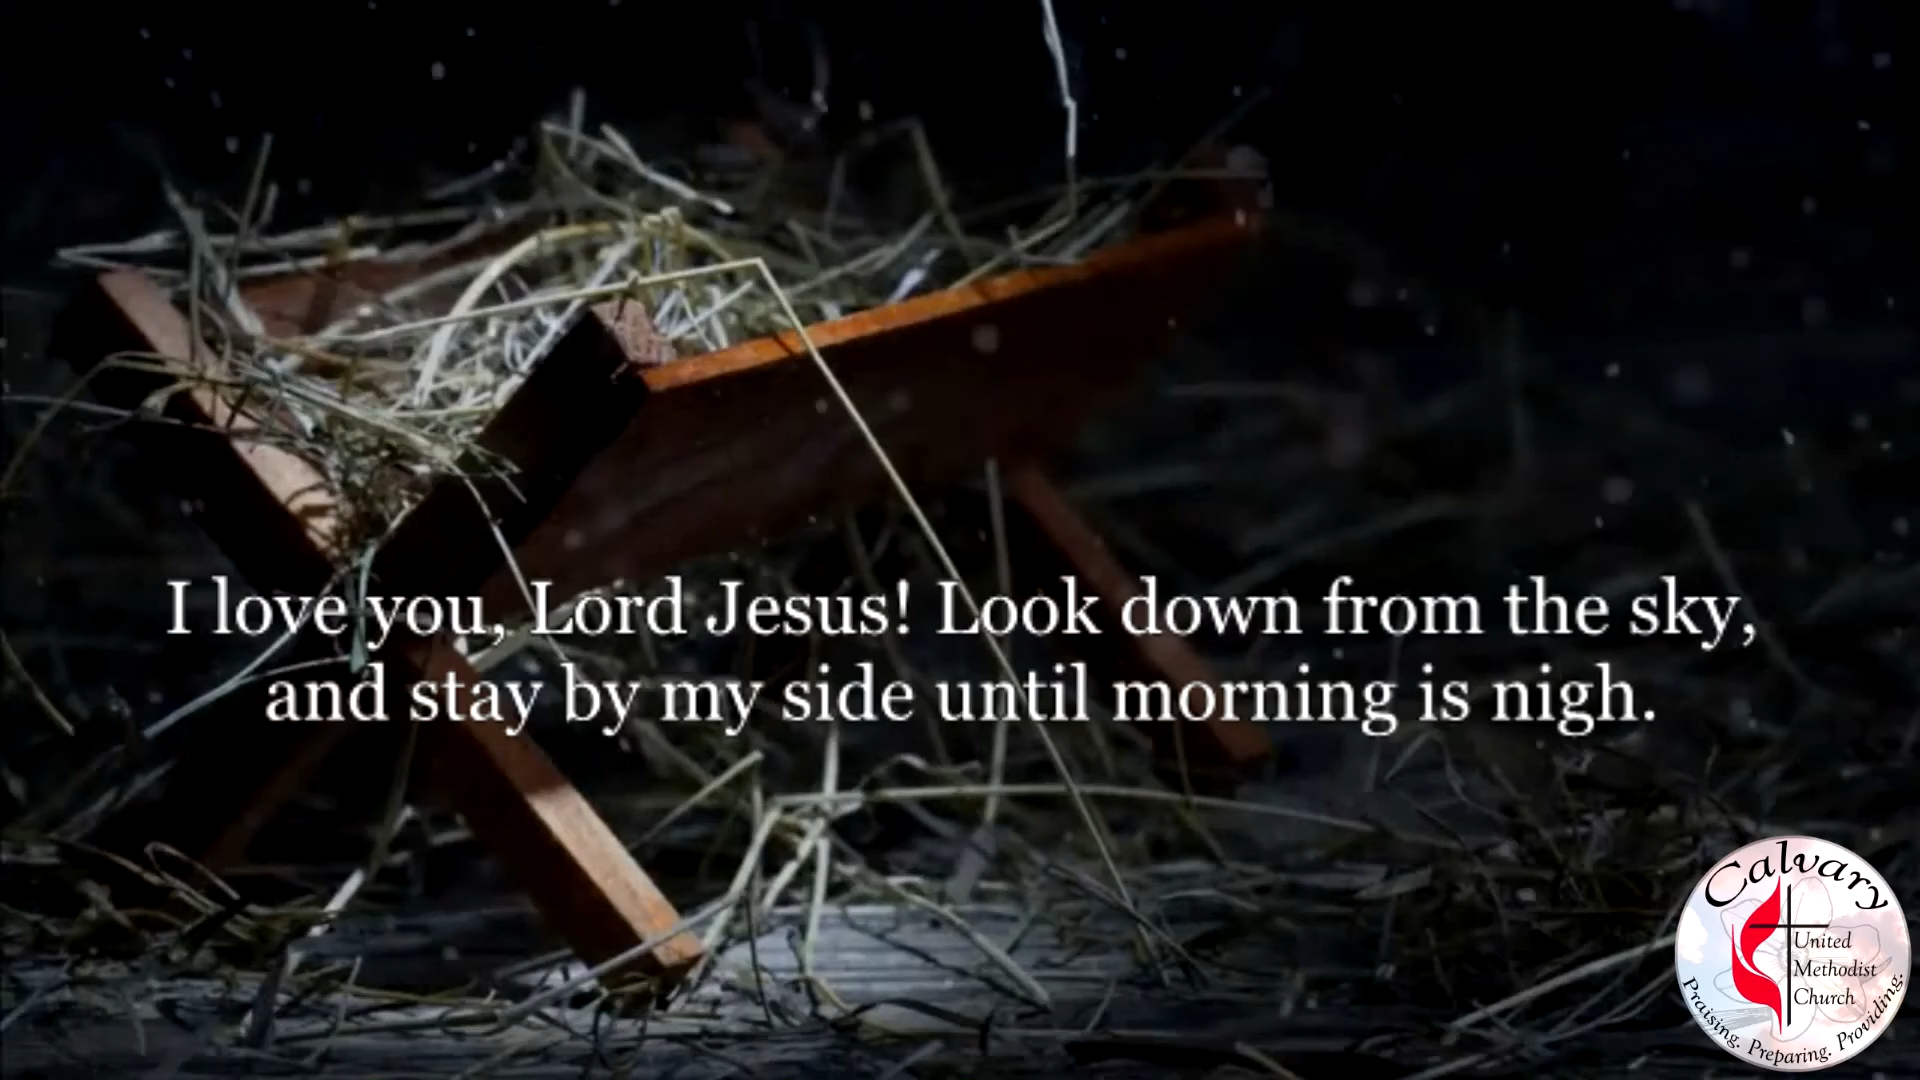 I love you, Lord Jesus! Look down from the sky,
and stay by my side until morning is nigh.
Calvary
United
Methodist
Church
Praising. Preparing. Providing.